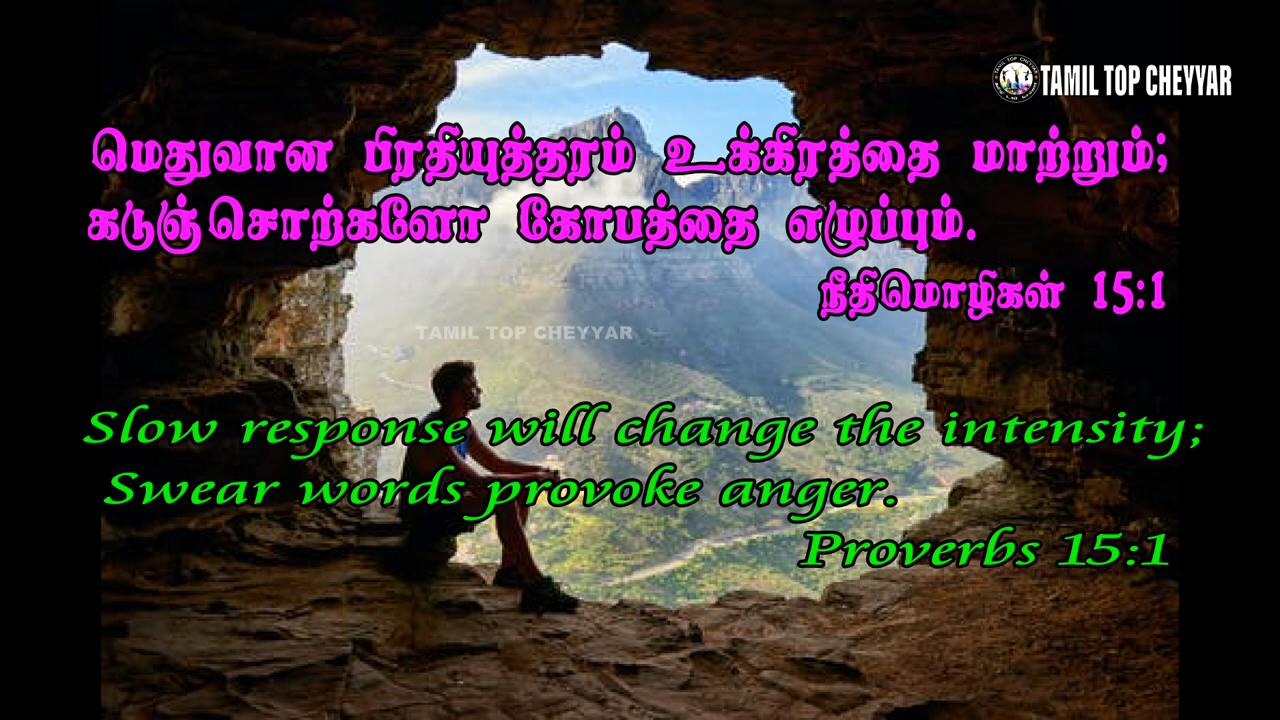 TAMIL TOP CHEYYAR
மெதுவான பிரதியுத்தரம் உக்கிரத்தை மாற்றும்;
கடுஞ்சொற்களோ கோபத்தை எழுப்பும்.
நீதிமொழிகள் 15:1
TAMIL TOP CHEYYAR
Slow response will change the intensity;
Swear words provoke anger.
Proverbs 15:1